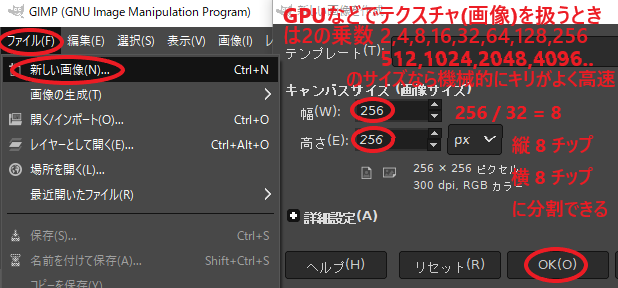 GIMP (GNU Image Manipulation Program)
ファイル(F) 編集(E) 選択(S) 表示(V) 画像(I)
新しい画像(N)... Ctrl+N
画像の生成(T)
開く/インポート(O)... Ctrl+O
レイヤーとして開く(E)... Ctrl+Alt+O
場所を開く(L)...
最近開いたファイル(R)
保存(S)... Ctrl+S
名前を付けて保存(A)... Shift+Ctrl+S
コピーを保存(Y)...
GPUなどでテクスチャ(画像)を扱うとき
は2の乗数 2,4,8,16,32,64,128,256
512,1024,2048,4096..
のサイズなら機械的にキリがよく高速
テンプレート(T):
キャンバスサイズ (画像サイズ)
幅(W): 256
256 / 32 = 8
高さ(E): 256 px
縦 8 チップ
横 8 チップ
に分割できる
256 × 256 ピクセル
300 dpi, RGB カラー
詳細設定(A)
ヘルプ(H) リセット(R) OK(O)